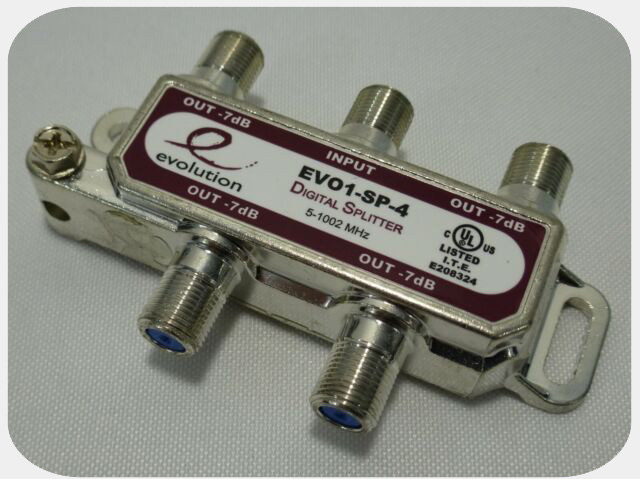 OUT -7dB
INPUT
OUT -7dB
evolution
EVO1-SP-4
DIGITAL SPLITTER
5-1002 MHz
C UL US
LISTED
I.T.E.
E208324
OUT -7dB
OUT -7dB